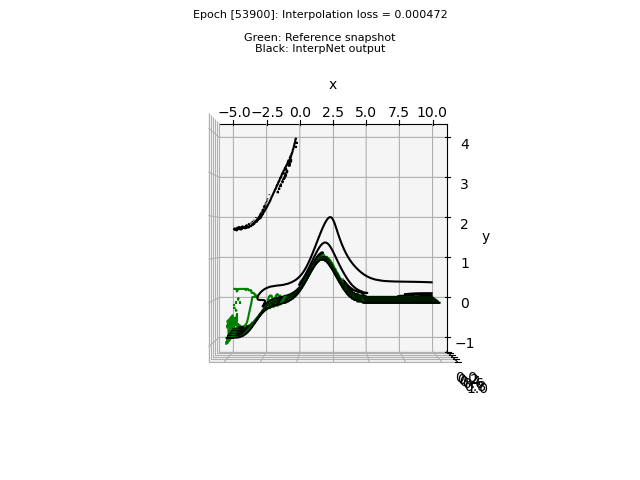 Epoch [53900]: Interpolation loss = 0.000472
Green: Reference snapshot
Black: InterpNet output
x
−5.0 −2.5 0.0 2.5 5.0 7.5 10.0
4
3
2
y
1
0
−1